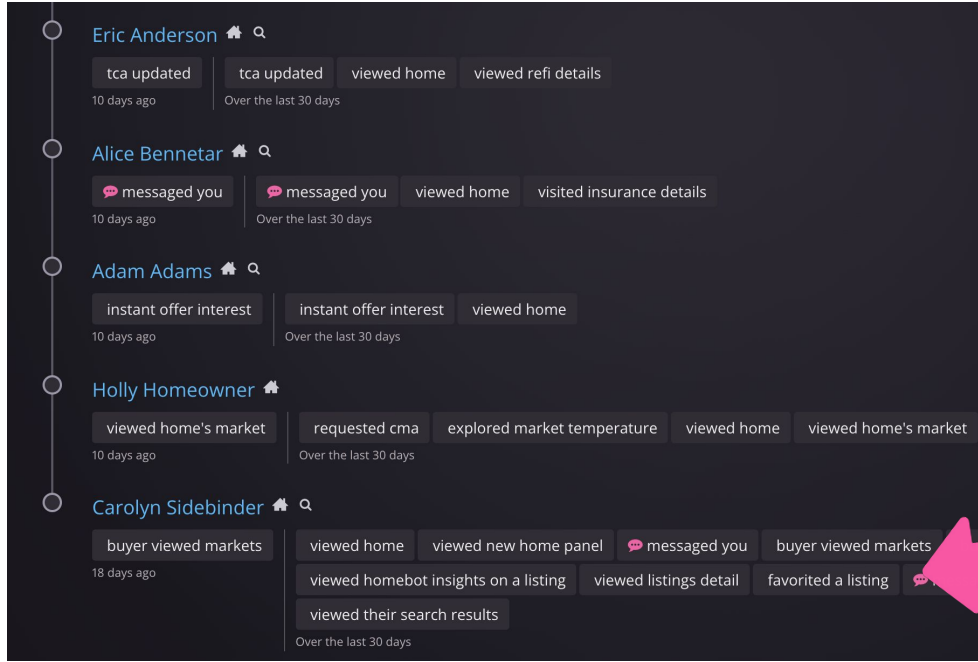 Eric Anderson
tca updated tca updated viewed home viewed refi details
10 days ago Over the last 30 days
Alice Bennetar
messaged you messaged you viewed home visited insurance details
10 days ago Over the last 30 days
Adam Adams
instant offer interest instant offer interest viewed home
10 days ago Over the last 30 days
Holly Homeowner
viewed home's market requested cma explored market temperature viewed home viewed home's market
10 days ago Over the last 30 days
Carolyn Sidebinder
buyer viewed markets viewed home viewed new home panel messaged you buyer viewed markets
18 days ago viewed homebot insights on a listing viewed listings detail favorited a listing
viewed their search results
Over the last 30 days